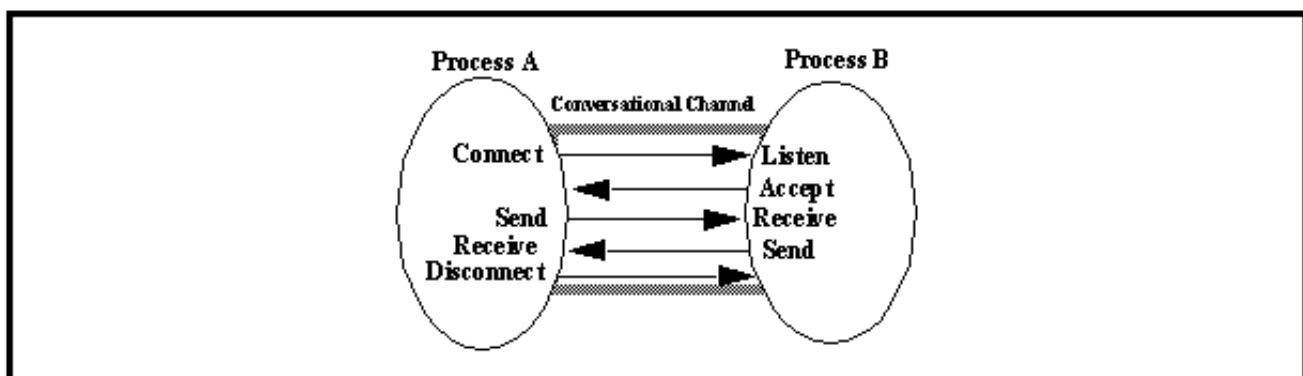 Process A
Process B
Conversational Channel
Connect
Listen
Accept
Send
Receive
Receive
Send
Disconnect